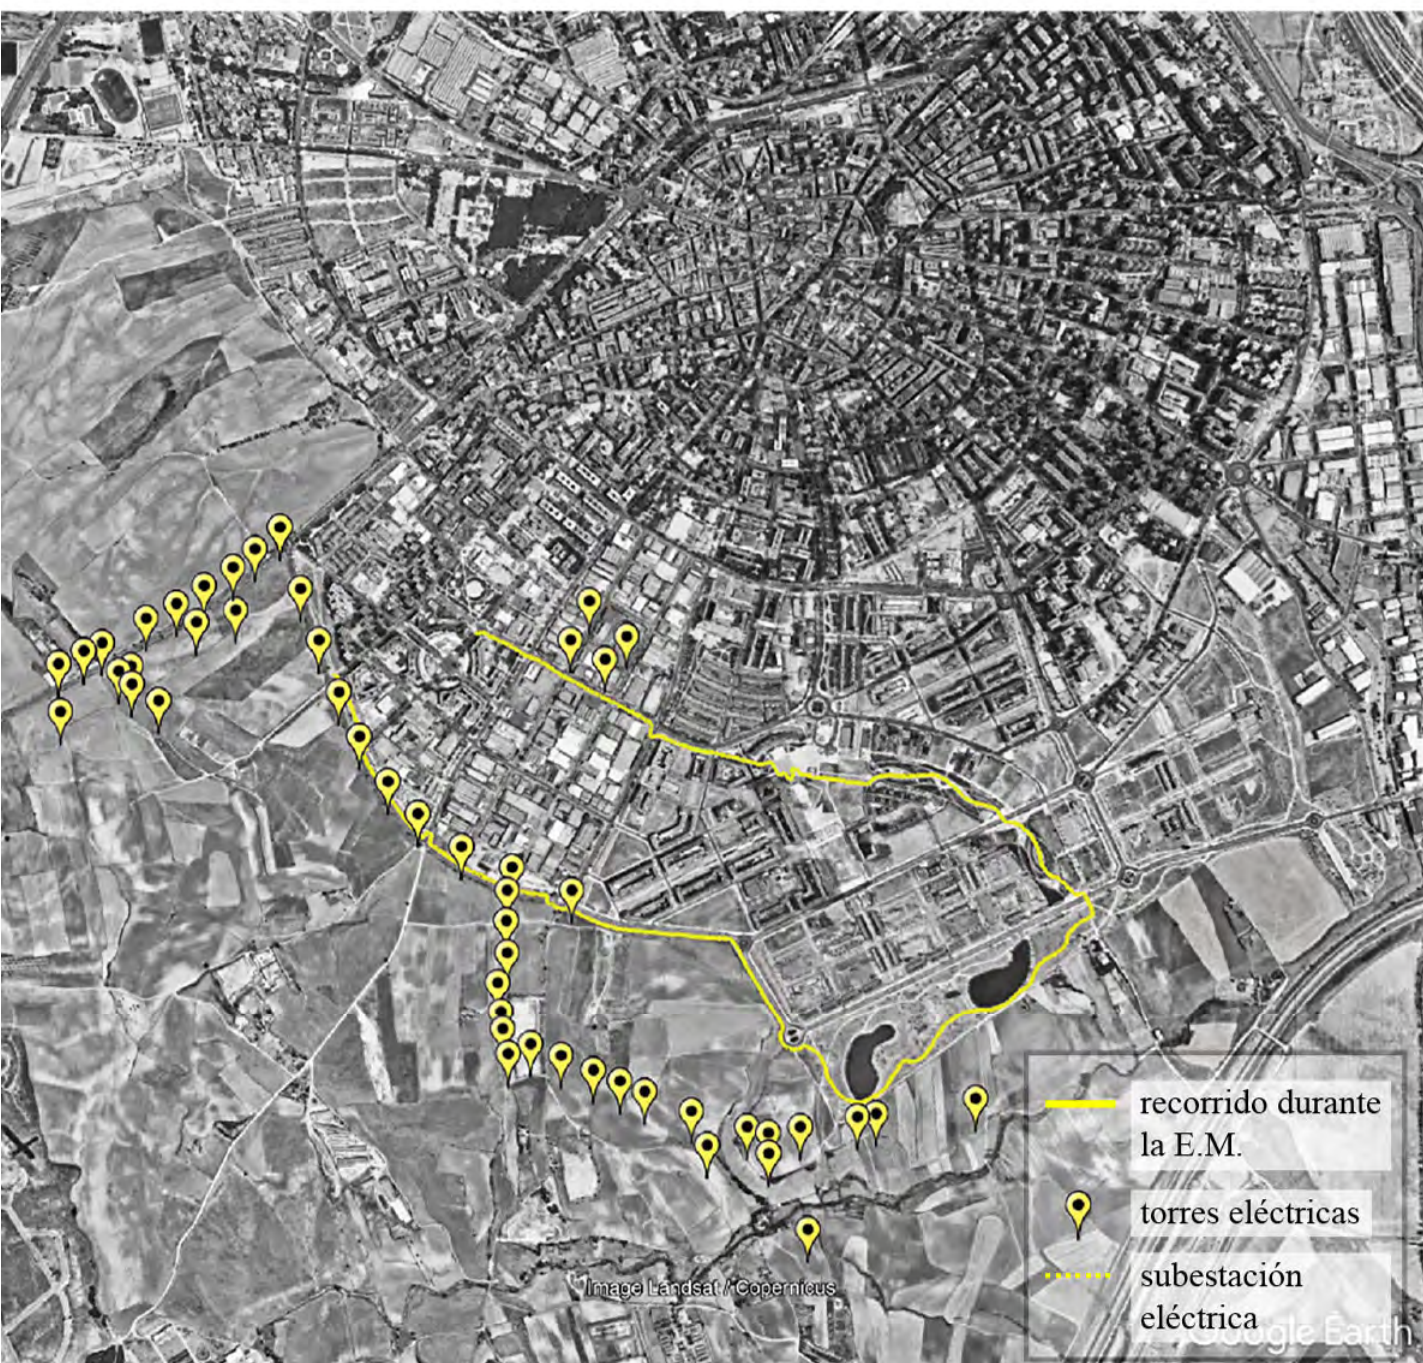 recorrido durante
la E.M.
torres eléctricas
subestación
eléctrica
Image Landsat / Copernicus
Google Earth